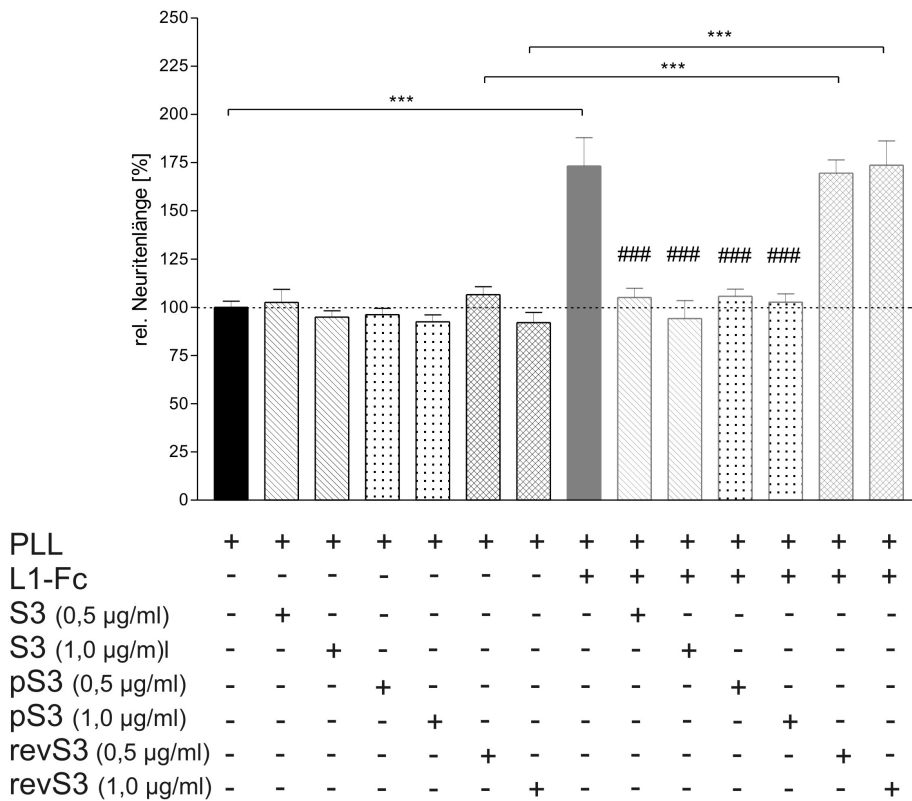 250
225
200
175
150
125
100
75
50
25
0
rel. Neuritenlänge [%]
***
***
***
### ### ### ###
PLL + + + + + + + + + + + + + +
L1-Fc - - - - - - - + + + + + + +
S3 (0,5 µg/ml) - + - - - - - - + - - - - -
S3 (1,0 µg/m)l - - + - - - - - - + - - - -
pS3 (0,5 µg/ml) - - - + - - - - - - + - - -
pS3 (1,0 µg/ml) - - - - + - - - - - - + - -
revS3 (0,5 µg/ml) - - - - - + - - - - - - + -
revS3 (1,0 µg/ml) - - - - - - + - - - - - - +